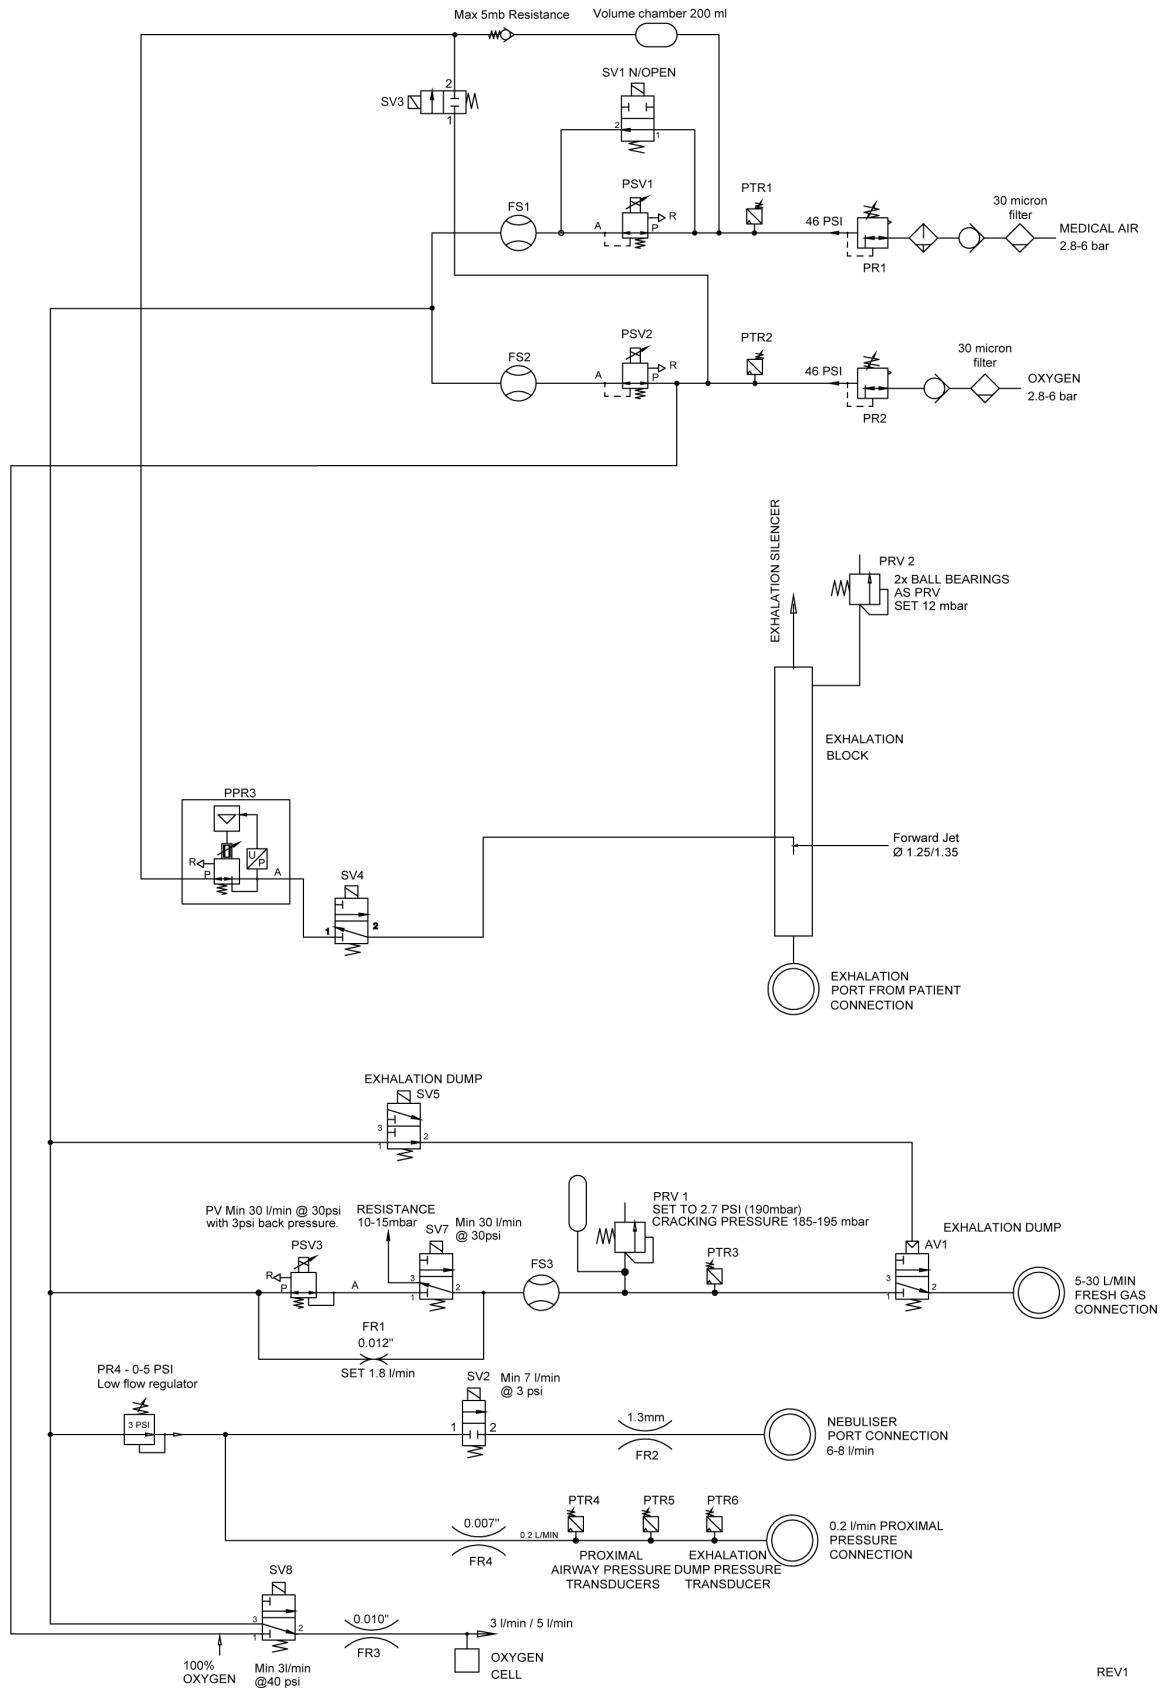 Max 5mb Resistance
Volume chamber 200 ml
SV1 N/OPEN
2
SV3
1
2
1
PSV1
PTR1
FS1
R
A
P
46 PSI
30 micron
filter
MEDICAL AIR
2.8-6 bar
PR1
PSV2
PTR2
FS2
R
A
P
46 PSI
30 micron
filter
OXYGEN
2.8-6 bar
PR2
EXHALATION SILENCER
PRV 2
2x BALL BEARINGS
AS PRV
SET 12 mbar
EXHALATION
BLOCK
PPR3
U
P
R
P
A
Forward Jet
Ø 1.25/1.35
SV4
1
2
EXHALATION
PORT FROM PATIENT
CONNECTION
EXHALATION DUMP
SV5
3
1
2
PV Min 30 l/min @ 30psi
with 3psi back pressure.
RESISTANCE
10-15mbar
Min 30 l/min
@ 30psi
SV7
PSV3
R
P
A
3
1
2
FS3
PRV 1
SET TO 2.7 PSI (190mbar)
CRACKING PRESSURE 185-195 mbar
PTR3
EXHALATION DUMP
AV1
3
1
2
5-30 L/MIN
FRESH GAS
CONNECTION
FR1
0.012"
SET 1.8 l/min
PR4 - 0-5 PSI
Low flow regulator
3 PSI
SV2
Min 7 l/min
@ 3 psi
1
2
1.3mm
FR2
NEBULISER
PORT CONNECTION
6-8 l/min
0.007"
FR4
0.2 L/MIN
PTR4
PTR5
PTR6
PROXIMAL
AIRWAY PRESSURE
TRANSDUCERS
EXHALATION
DUMP PRESSURE
TRANSDUCER
0.2 l/min PROXIMAL
PRESSURE
CONNECTION
SV8
3
1
2
100%
OXYGEN
Min 3l/min
@40 psi
0.010"
FR3
3 l/min / 5 l/min
OXYGEN
CELL
REV1